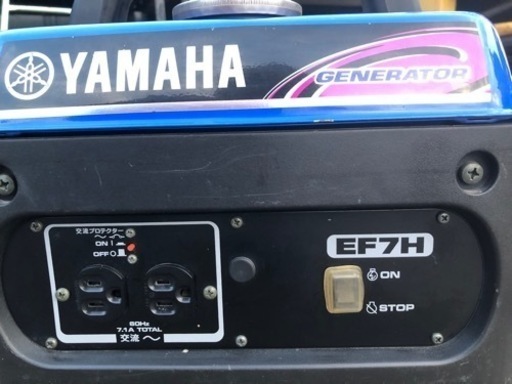 YAMAHA
GENERATOR
交流プロテクター
ON
OFF
60Hz
7.1A TOTAL
交流 ～
EF7H
ON
STOP